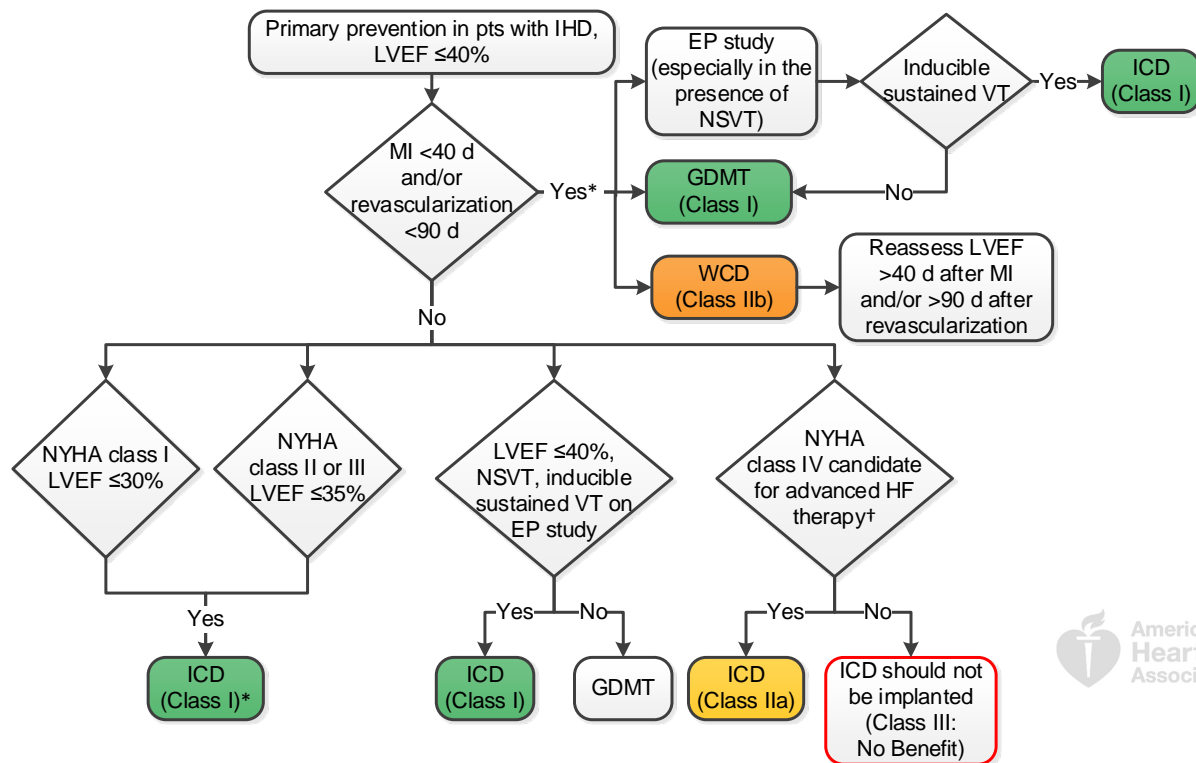 Primary prevention in pts with IHD,
LVEF ≤40%
EP study
(especially in the
presence of
NSVT)
Inducible
sustained VT
Yes
ICD
(Class I)
MI <40 d
and/or
revascularization
<90 d
Yes*
GDMT
(Class I)
No
WCD
(Class IIb)
Reassess LVEF
>40 d after MI
and/or >90 d after
revascularization
No
NYHA class I
LVEF ≤30%
NYHA
class II or III
LVEF ≤35%
LVEF ≤40%,
NSVT, inducible
sustained VT on
EP study
NYHA
class IV candidate
for advanced HF
therapy†
Yes
Yes
No
Yes
No
ICD
(Class I)*
ICD
(Class I)
GDMT
ICD
(Class IIa)
ICD should not
be implanted
(Class III:
No Benefit)
Americ
Heart
Associ